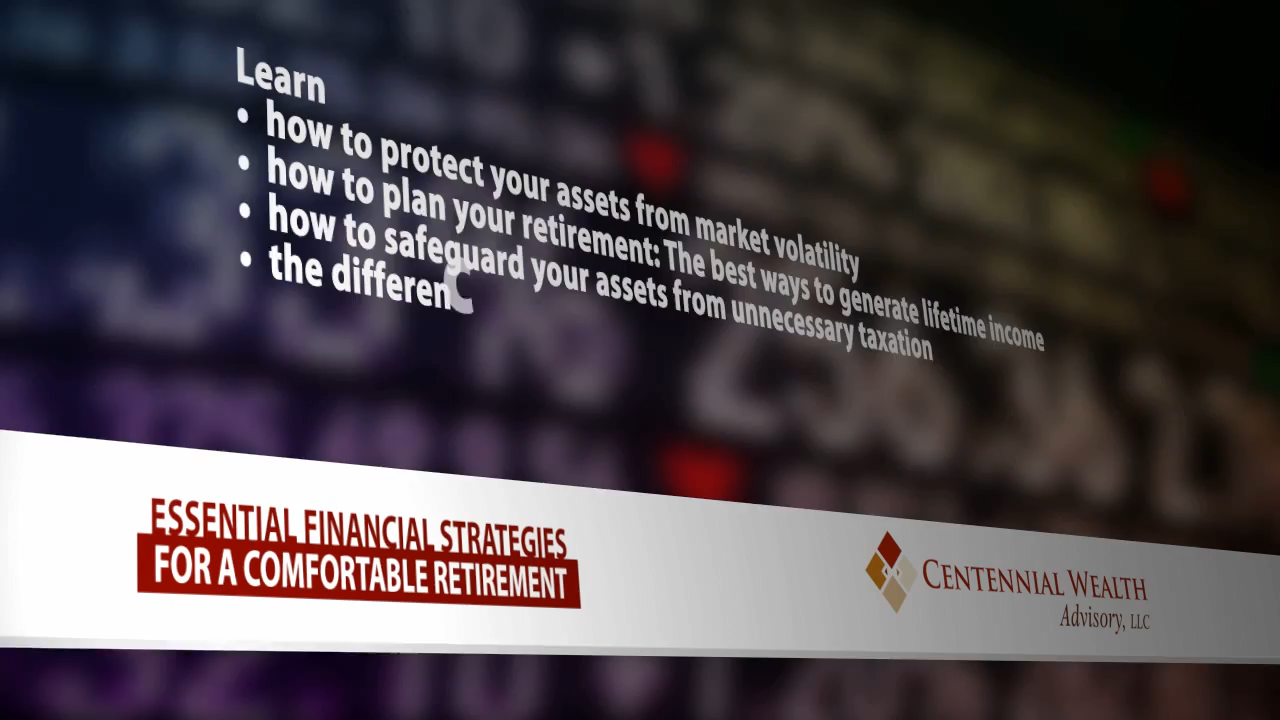 Learn
• how to protect your assets from market volatility
• how to plan your retirement: The best ways to generate lifetime income
• how to safeguard your assets from unnecessary taxation
• the differenc
ESSENTIAL FINANCIAL STRATEGIES
FOR A COMFORTABLE RETIREMENT
CENTENNIAL WEALTH
Advisory, LLC